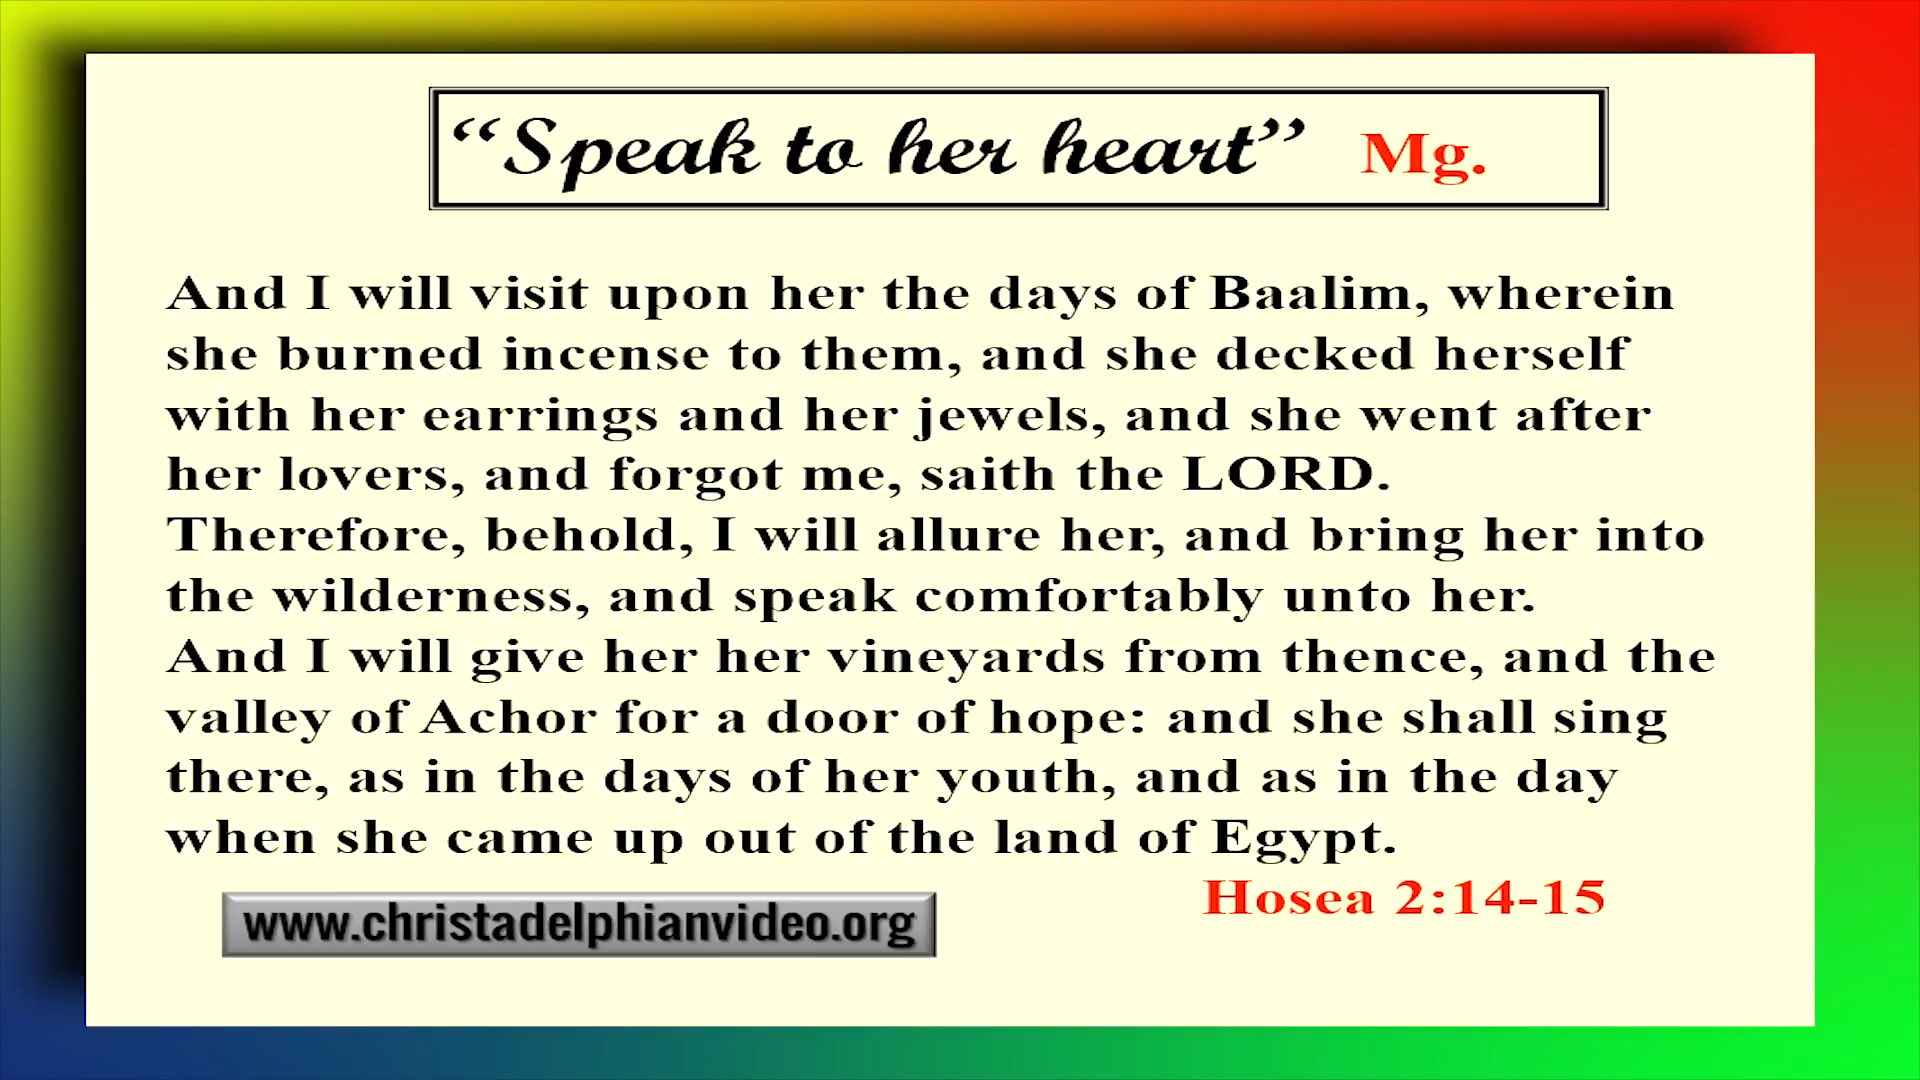 “Speak to her heart” Mg.
And I will visit upon her the days of Baalim, wherein
she burned incense to them, and she decked herself
with her earrings and her jewels, and she went after
her lovers, and forgot me, saith the LORD.
Therefore, behold, I will allure her, and bring her into
the wilderness, and speak comfortably unto her.
And I will give her her vineyards from thence, and the
valley of Achor for a door of hope: and she shall sing
there, as in the days of her youth, and as in the day
when she came up out of the land of Egypt.
Hosea 2:14-15
www.christadelphianvideo.org